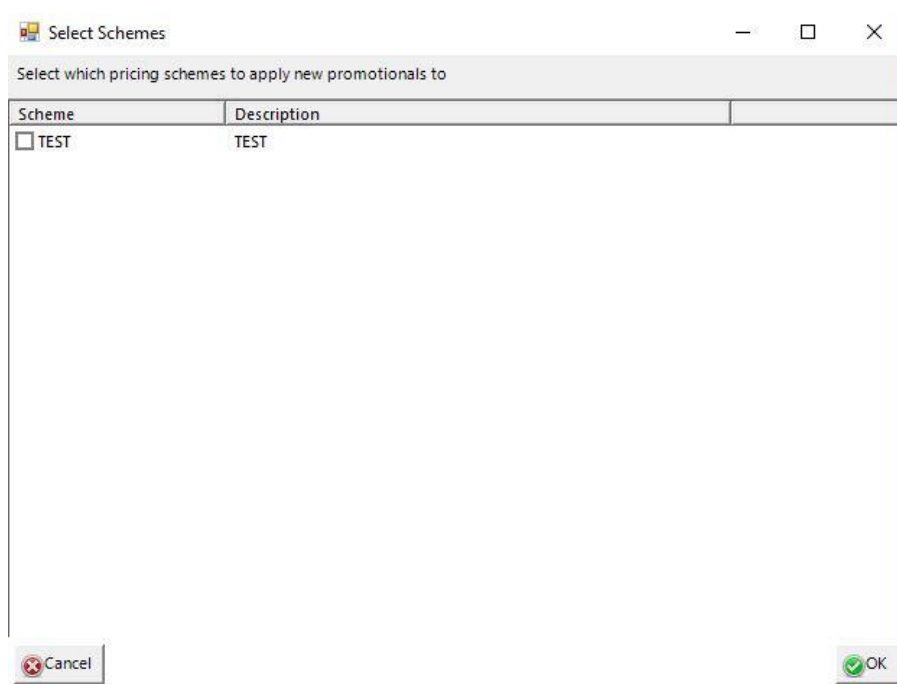 Select Schemes
Select which pricing schemes to apply new promotionals to
Scheme Description
TEST TEST
Cancel OK